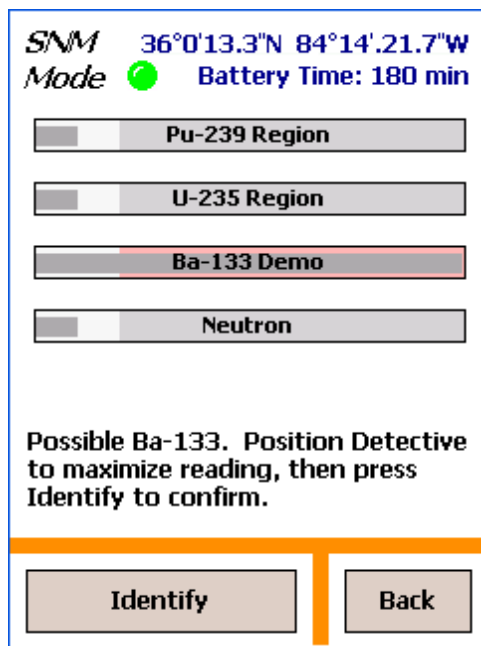 SNM 36°0'13.3"N 84°14'.21.7"W
Mode Battery Time: 180 min
Pu-239 Region
U-235 Region
Ba-133 Demo
Neutron
Possible Ba-133. Position Detective
to maximize reading, then press
Identify to confirm.
Identify Back